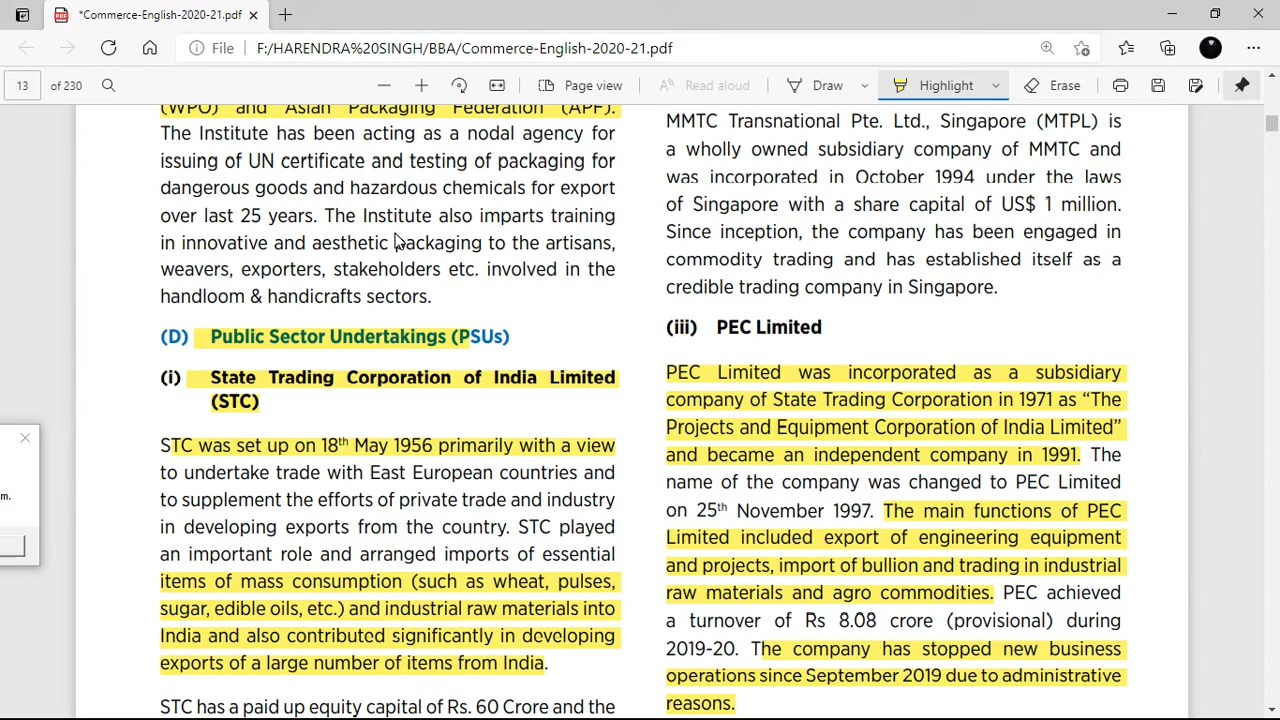 *Commerce-English-2020-21.pdf
File F:/HARENDRA%20SINGH/BBA/Commerce-English-2020-21.pdf
13 of 230 Page view Read aloud Draw Highlight Erase
(WPO) and Asian Packaging Federation (APF).
The Institute has been acting as a nodal agency for
issuing of UN certificate and testing of packaging for
dangerous goods and hazardous chemicals for export
over last 25 years. The Institute also imparts training
in innovative and aesthetic packaging to the artisans,
weavers, exporters, stakeholders etc. involved in the
handloom & handicrafts sectors.
(D) Public Sector Undertakings (PSUs)
(i) State Trading Corporation of India Limited
(STC)
STC was set up on 18th May 1956 primarily with a view
to undertake trade with East European countries and
to supplement the efforts of private trade and industry
in developing exports from the country. STC played
an important role and arranged imports of essential
items of mass consumption (such as wheat, pulses,
sugar, edible oils, etc.) and industrial raw materials into
India and also contributed significantly in developing
exports of a large number of items from India.
STC has a paid up equity capital of Rs. 60 Crore and the
MMTC Transnational Pte. Ltd., Singapore (MTPL) is
a wholly owned subsidiary company of MMTC and
was incorporated in October 1994 under the laws
of Singapore with a share capital of US$ 1 million.
Since inception, the company has been engaged in
commodity trading and has established itself as a
credible trading company in Singapore.
(iii) PEC Limited
PEC Limited was incorporated as a subsidiary
company of State Trading Corporation in 1971 as “The
Projects and Equipment Corporation of India Limited”
and became an independent company in 1991. The
name of the company was changed to PEC Limited
on 25th November 1997. The main functions of PEC
Limited included export of engineering equipment
and projects, import of bullion and trading in industrial
raw materials and agro commodities. PEC achieved
a turnover of Rs 8.08 crore (provisional) during
2019-20. The company has stopped new business
operations since September 2019 due to administrative
reasons.
m.